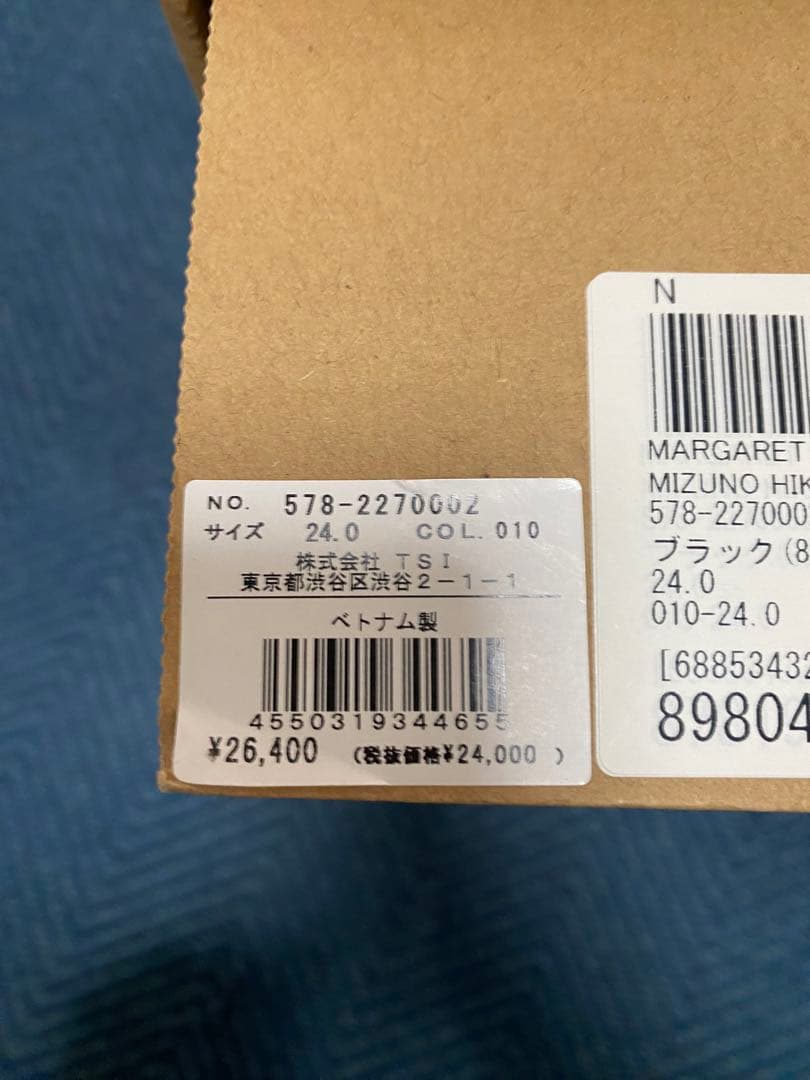 NO. 578-2270002
サイズ 24.0 COL. 010
株式会社 TSI
東京都渋谷区渋谷2-1-1
ベトナム製
4550319344655
¥26,400 (税抜価格¥24,000 )
N
MARGARET
MIZUNO HIK
578-227000
ブラック(8
24.0
010-24.0
[6885343
89804